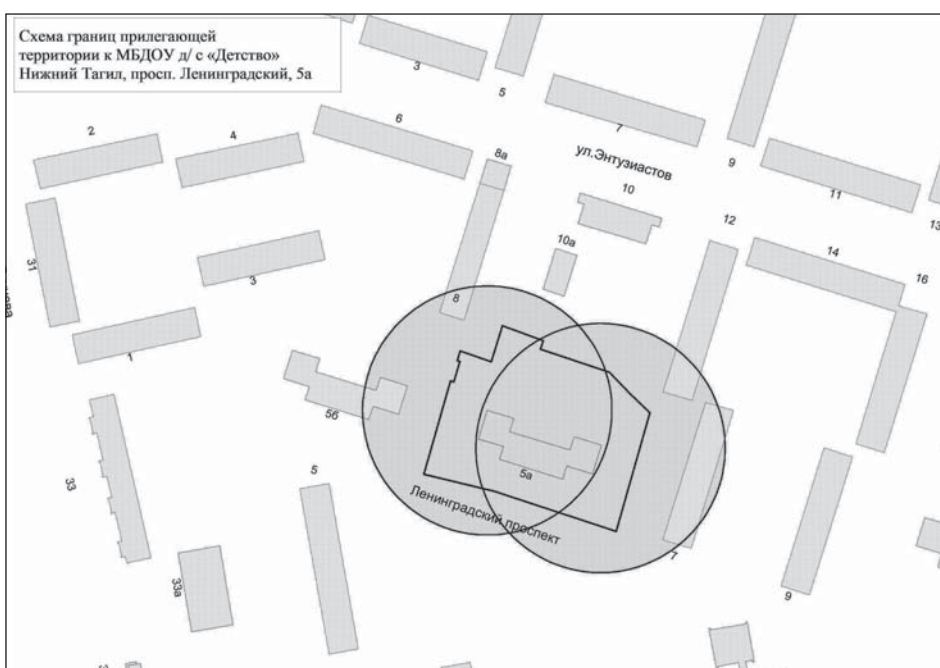 Схема границ прилегающей
территории к МБДОУ д/ с «Детство»
Нижний Тагил, просп. Ленинградский, 5а
3
5
7
6
2
4
8а
ул.Энтузиастов
9
11
10
12
13
10а
14
16
31
3
8
1
5б
5
5а
33
Ленинградский проспект
7
33а
9